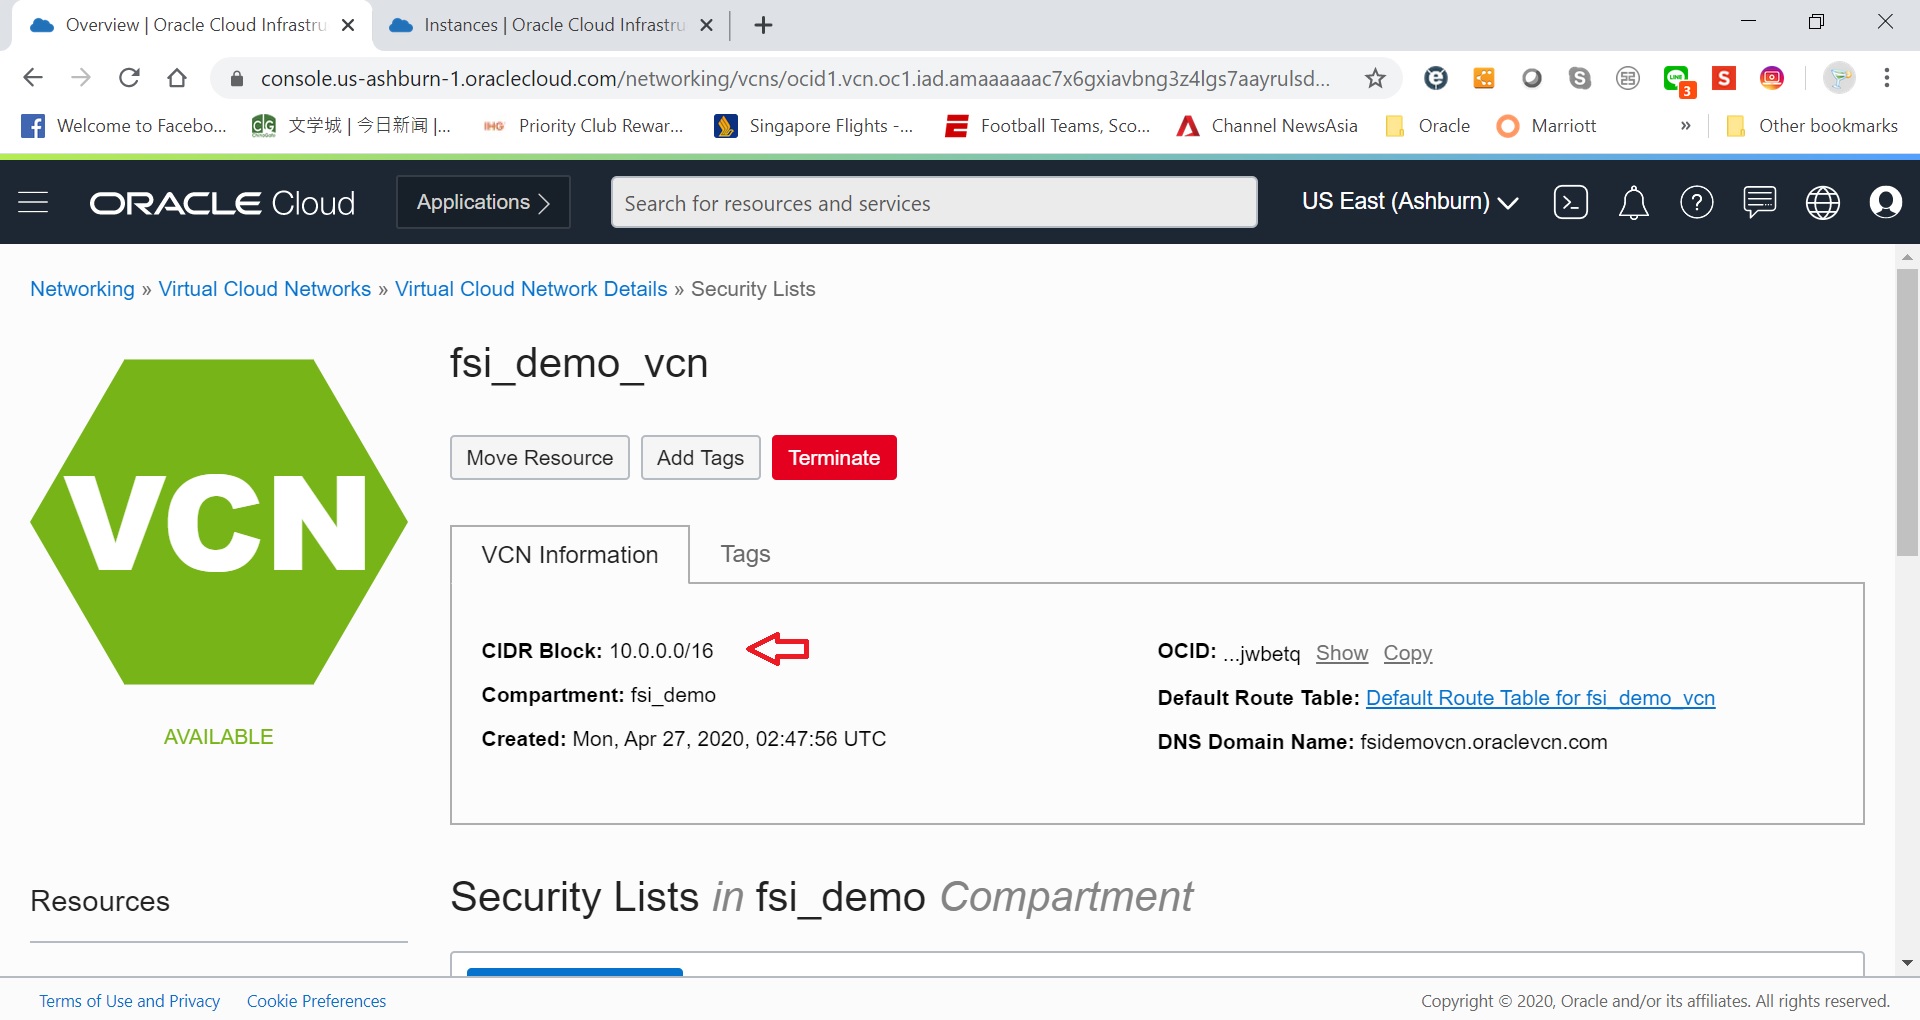 Overview | Oracle Cloud Infrastru
Instances | Oracle Cloud Infrastru
console.us-ashburn-1.oraclecloud.com/networking/vcns/ocid1.vcn.oc1.iad.amaaaaaac7x6gxiavbng3z4lgs7aayrulsd...
LINE
3
S
Welcome to Facebo...
CG
文学城 | 今日新闻 |...
IHG
Priority Club Rewar...
Singapore Flights -...
Football Teams, Sco...
Channel NewsAsia
Oracle
Marriott
»
Other bookmarks
ORACLE Cloud
Applications
Search for resources and services
US East (Ashburn)
Networking » Virtual Cloud Networks » Virtual Cloud Network Details » Security Lists
VCN
AVAILABLE
fsi_demo_vcn
Move Resource
Add Tags
Terminate
VCN Information
Tags
CIDR Block: 10.0.0.0/16
Compartment: fsi_demo
Created: Mon, Apr 27, 2020, 02:47:56 UTC
OCID: ...jwbetq Show Copy
Default Route Table: Default Route Table for fsi_demo_vcn
DNS Domain Name: fsidemovcn.oraclevcn.com
Resources
Security Lists in fsi_demo Compartment
Terms of Use and Privacy
Cookie Preferences
Copyright © 2020, Oracle and/or its affiliates. All rights reserved.